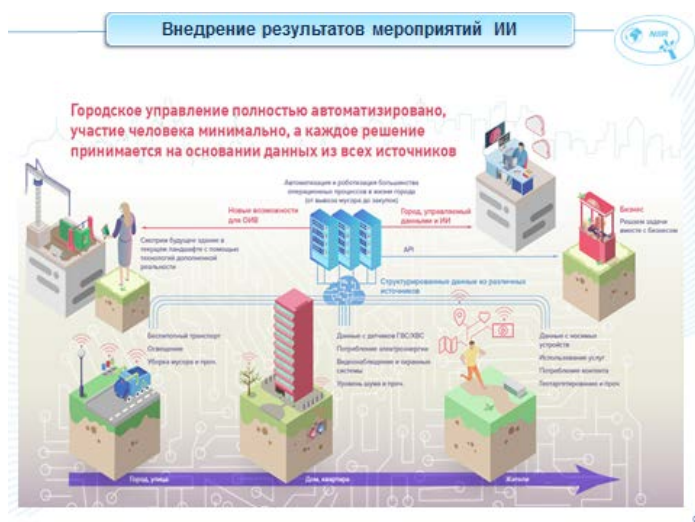 Внедрение результатов мероприятий ИИ
Городское управление полностью автоматизировано,
участие человека минимально, а каждое решение
принимается на основании данных из всех источников
Автоматизация и роботизация большинства
операционных процессов в жизни города
(от вывоза мусора до закупок)
Новые возможности
для ОИВ
Город, управляемый
данными и ИИ
Бизнес
Решаем задачи
вместе с бизнесом
Смотрим будущее здание в
текущем ландшафте с помощью
технологий дополненной
реальности
API
Структурированные данные из различных
источников
Беспилотный транспорт
Освещение
Уборка мусора и проч.
Данные с датчиков ГВС/ХВС
Потребление электроэнергии
Видеонаблюдение и охранные
системы
Уровень шума и проч.
Данные с носимых
устройств
Использование услуг
Потребление контента
Геотаргетирование и проч.
Город, улица
Дом, квартира
Жители